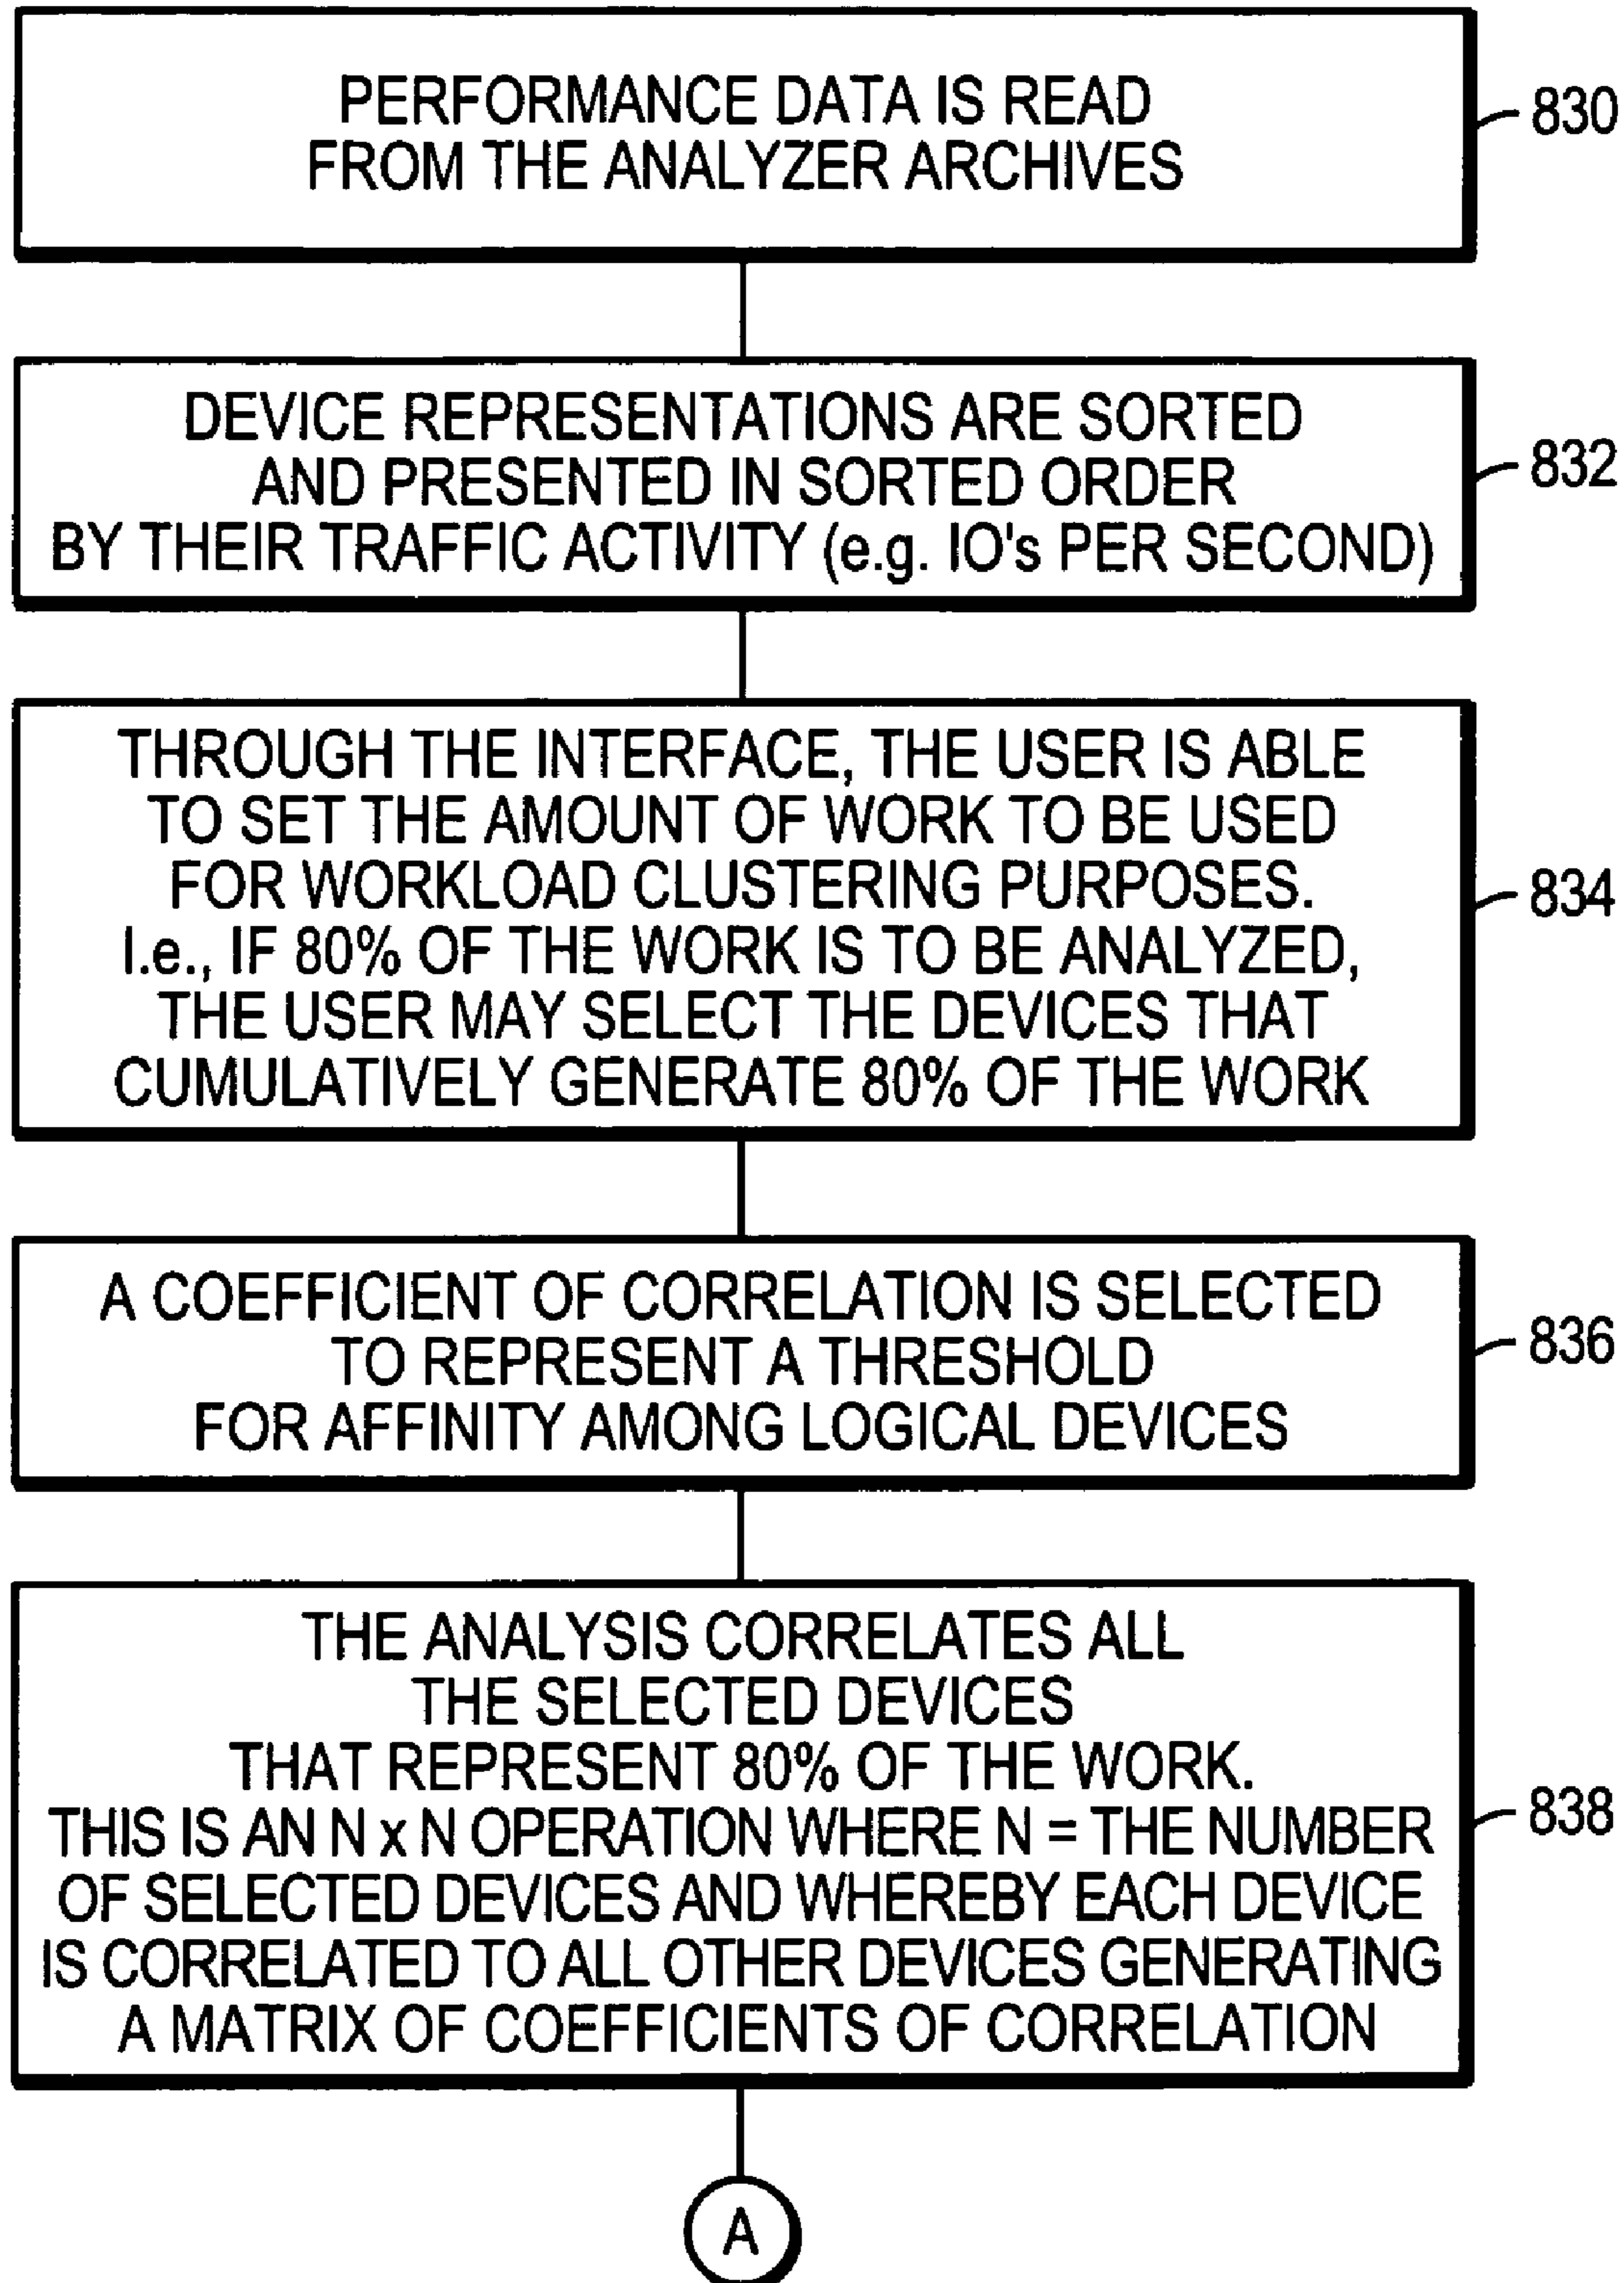 PERFORMANCE DATA IS READ
FROM THE ANALYZER ARCHIVES
830
DEVICE REPRESENTATIONS ARE SORTED
AND PRESENTED IN SORTED ORDER
BY THEIR TRAFFIC ACTIVITY (e.g. IO's PER SECOND)
832
THROUGH THE INTERFACE, THE USER IS ABLE
TO SET THE AMOUNT OF WORK TO BE USED
FOR WORKLOAD CLUSTERING PURPOSES.
I.e., IF 80% OF THE WORK IS TO BE ANALYZED,
THE USER MAY SELECT THE DEVICES THAT
CUMULATIVELY GENERATE 80% OF THE WORK
834
A COEFFICIENT OF CORRELATION IS SELECTED
TO REPRESENT A THRESHOLD
FOR AFFINITY AMONG LOGICAL DEVICES
836
THE ANALYSIS CORRELATES ALL
THE SELECTED DEVICES
THAT REPRESENT 80% OF THE WORK.
THIS IS AN N x N OPERATION WHERE N = THE NUMBER
OF SELECTED DEVICES AND WHEREBY EACH DEVICE
IS CORRELATED TO ALL OTHER DEVICES GENERATING
A MATRIX OF COEFFICIENTS OF CORRELATION
838
A